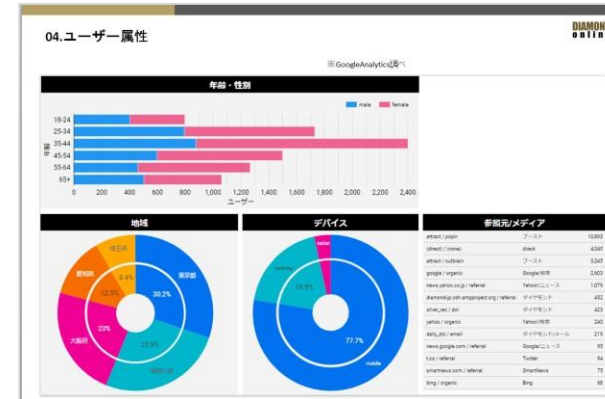 04.ユーザー属性
DIAMON
onlin
※GoogleAnalytics調べ
年齢・性別
male
female
18-24
25-34
35-44
45-54
55-64
65+
年齢
0 200 400 600 800 1,000 1,200 1,400 1,600 1,800 2,000 2,200 2,400
ユーザー
地域
東京都
30.2%
神奈川県
大阪府
23%
愛知県
12.5%
埼玉県
8.4%
デバイス
mobile
77.7%
18.9%
tablet
参照元/メディア
attract / popin ブースト 10,893
(direct) / (none) direct 4,040
attract / outbrain ブースト 3,245
google / organic Google検索 2,603
news.yahoo.co.jp / referral Yahoo!ニュース 1,079
diamondjp.cdn.ampproject.org / referral ダイヤモンド 432
silver_rec / dol ダイヤモンド 423
yahoo / organic Yahoo!検索 240
daily_dol / email ダイヤモンド/メール 219
news.google.com / referral Googleニュース 95
t.co / referral Twitter 94
smartnews.com / referral SmartNews 75
bing / organic Bing